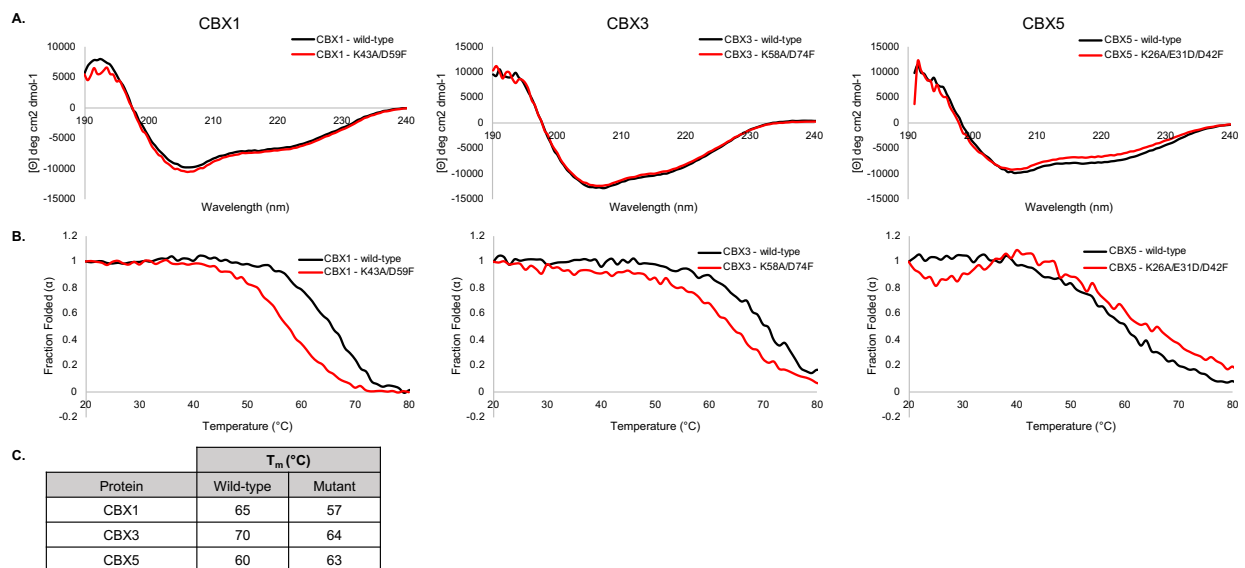 A.
CBX1
CBX1 - wild-type
CBX1 - K43A/D59F
10000
5000
0
-5000
-10000
-15000
190
200
210
220
230
240
[Θ] deg cm2 dmol-1
Wavelength (nm)
CBX3
CBX3 - wild-type
CBX3 - K58A/D74F
15000
10000
5000
0
-5000
-10000
-15000
190
200
210
220
230
240
[Θ] deg cm2 dmol-1
Wavelength (nm)
CBX5
CBX5 - wild-type
CBX5 - K26A/E31D/D42F
15000
10000
5000
0
-5000
-10000
-15000
191
201
211
221
231
[Θ] deg cm2 dmol-1
Wavelength (nm)
B.
CBX1 - wild-type
CBX1 - K43A/D59F
1.2
1
0.8
0.6
0.4
0.2
0
-0.2
20
30
40
50
60
70
80
Fraction Folded (α)
Temperature (°C)
CBX3 - wild-type
CBX3 - K58A/D74F
1.2
1
0.8
0.6
0.4
0.2
0
-0.2
20
30
40
50
60
70
80
Fraction Folded (α)
Temperature (°C)
CBX5 - wild-type
CBX5 - K26A/E31D/D42F
1.2
1
0.8
0.6
0.4
0.2
0
-0.2
20
30
40
50
60
70
80
Fraction Folded (α)
Temperature (°C)
C.
Tm (°C)
Protein Wild-type Mutant
CBX1 65 57
CBX3 70 64
CBX5 60 63